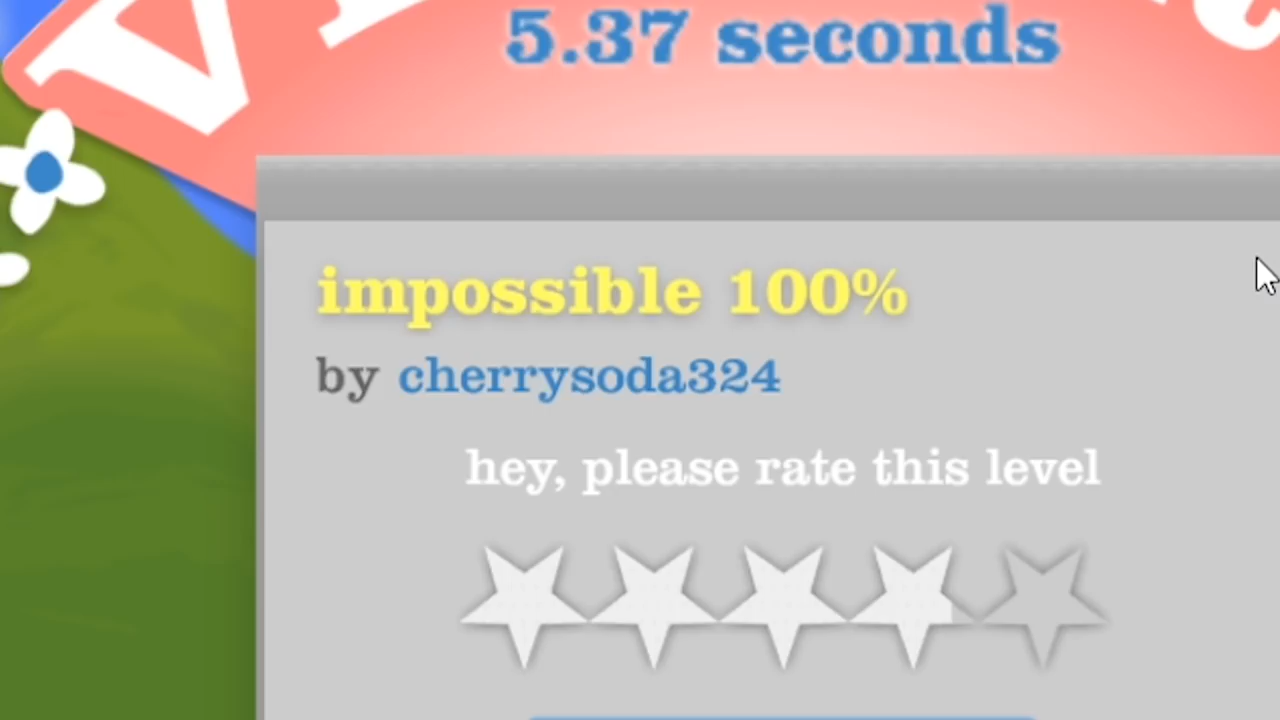 5.37 seconds
impossible 100%
by cherrysoda324
hey, please rate this level